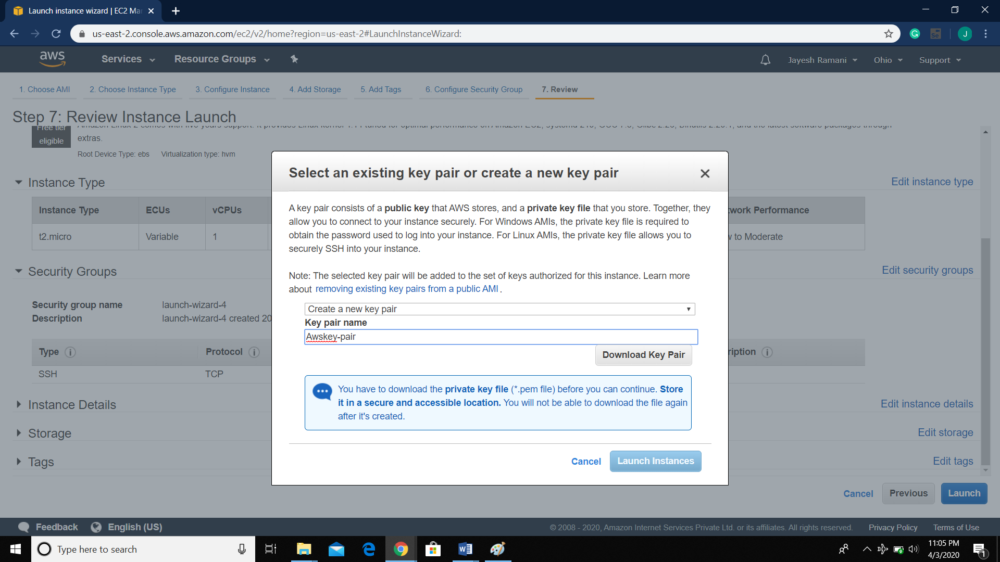 Launch instance wizard | EC2 Mar
us-east-2.console.aws.amazon.com/ec2/v2/home?region=us-east-2#LaunchInstanceWizard:
Se
J
aws
Services
Resource Groups
Jayesh Ramani
Ohio
Support
1. Choose AMI
2. Choose Instance Type
3. Configure Instance
4. Add Storage
5. Add Tags
6. Configure Security Group
7. Review
Step 7: Review Instance Launch
Free tier
eligible
extras.
Root Device Type: ebs Virtualization type: hvm
Instance Type
Edit instance type
Instance Type ECUs vCPUs
work Performance
t2.micro Variable 1
to Moderate
Security Groups
Edit security groups
Security group name launch-wizard-4
Description launch-wizard-4 created 20
Type Protocol
ription
SSH TCP
Instance Details
Edit instance details
Storage
Edit storage
Tags
Edit tags
Select an existing key pair or create a new key pair
A key pair consists of a public key that AWS stores, and a private key file that you store. Together, they
allow you to connect to your instance securely. For Windows AMIs, the private key file is required to
obtain the password used to log into your instance. For Linux AMIs, the private key file allows you to
securely SSH into your instance.
Note: The selected key pair will be added to the set of keys authorized for this instance. Learn more
about removing existing key pairs from a public AMI .
Create a new key pair
Key pair name
Awskey-pair
Download Key Pair
You have to download the private key file (*.pem file) before you can continue. Store
it in a secure and accessible location. You will not be able to download the file again
after it's created.
Cancel
Launch Instances
Cancel
Previous
Launch
Feedback
English (US)
© 2008 - 2020, Amazon Internet Services Private Ltd. or its affiliates. All rights reserved.
Privacy Policy
Terms of Use
Type here to search
11:05 PM
4/3/2020
1